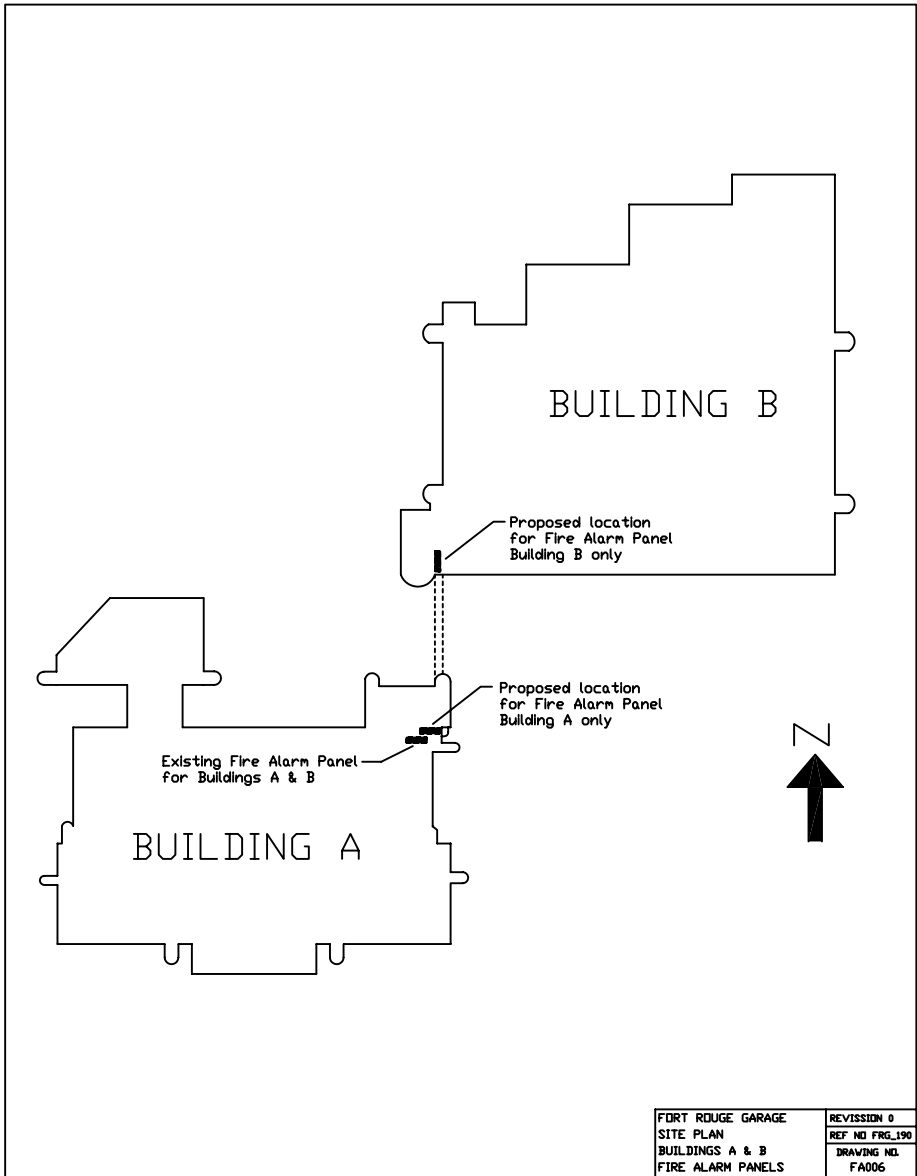 BUILDING B
Proposed location
for Fire Alarm Panel
Building B only
Proposed location
for Fire Alarm Panel
Building A only
Existing Fire Alarm Panel
for Buildings A & B
N
BUILDING A
FORT ROUGE GARAGE
SITE PLAN
BUILDINGS A & B
FIRE ALARM PANELS
REVISSION 0
REF NO FRG_190
DRAWING NO.
FA006